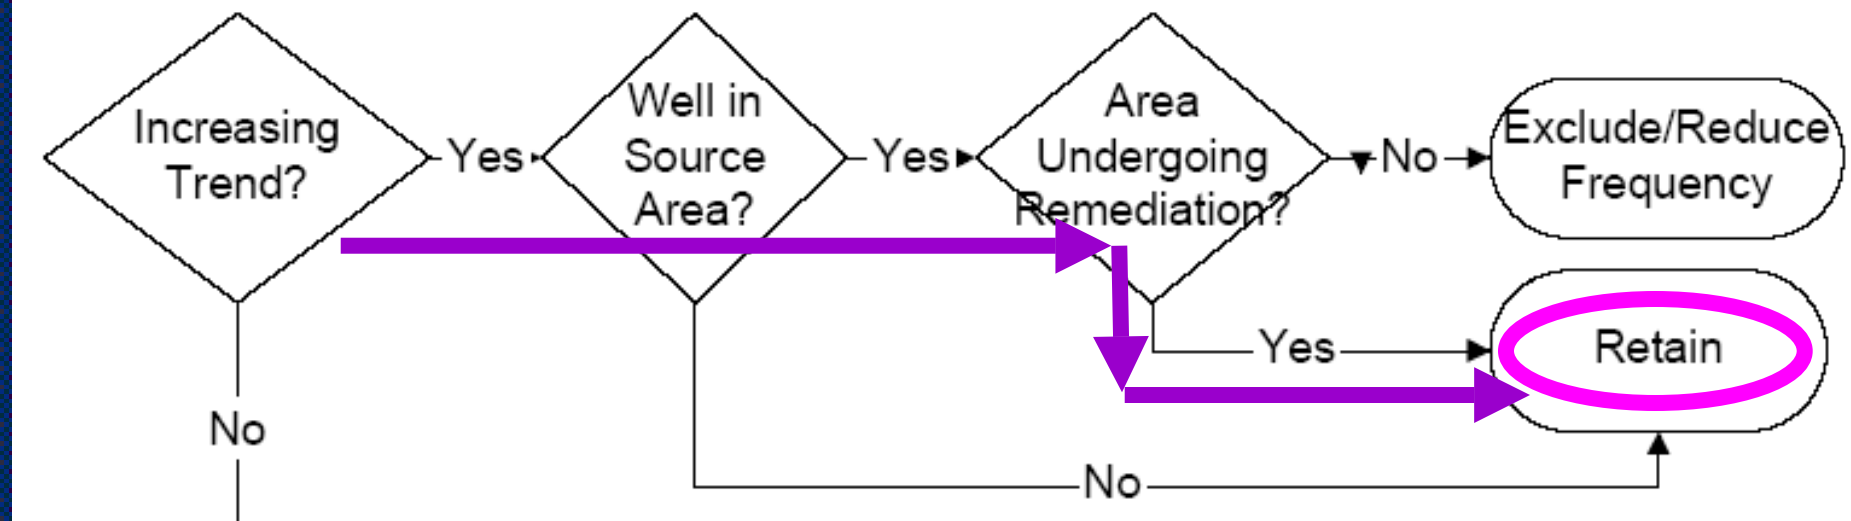 Increasing
Trend?
Yes
Well in
Source
Area?
Yes
Area
Undergoing
Remediation?
No
Exclude/Reduce
Frequency
Yes
Retain
No
No